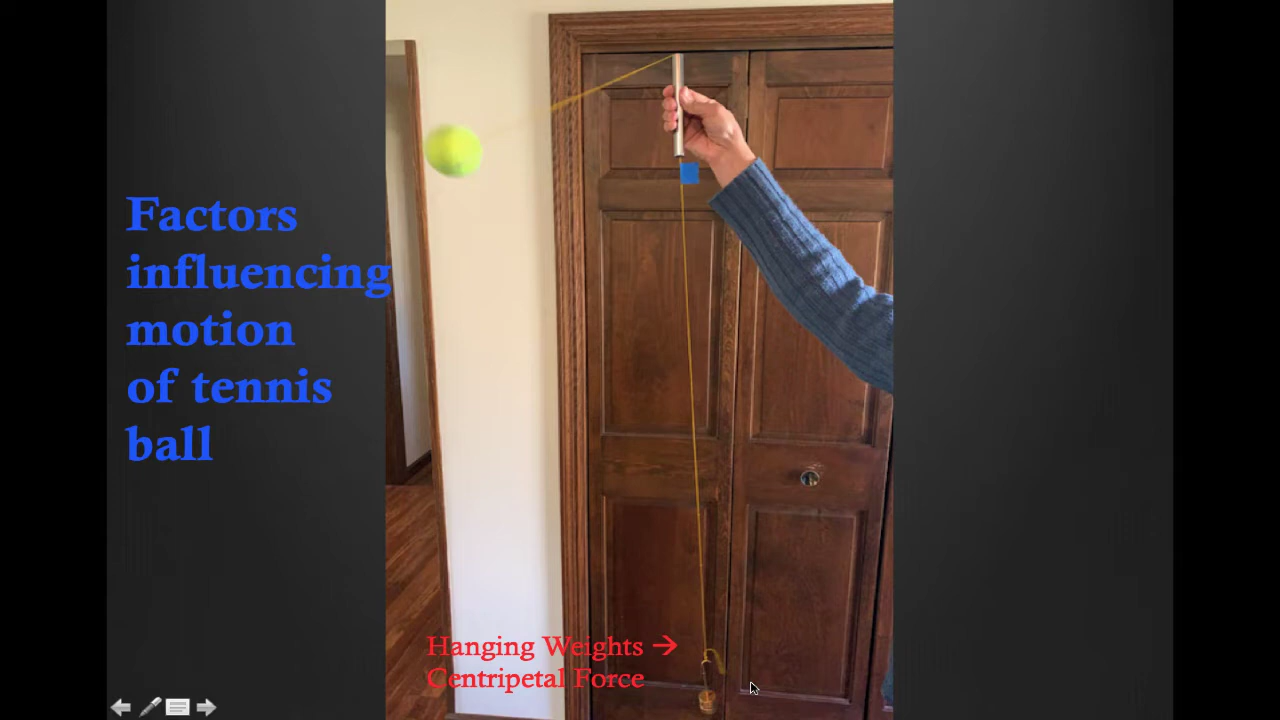 Factors
influencing
motion
of tennis
ball
Hanging Weights →
Centripetal Force